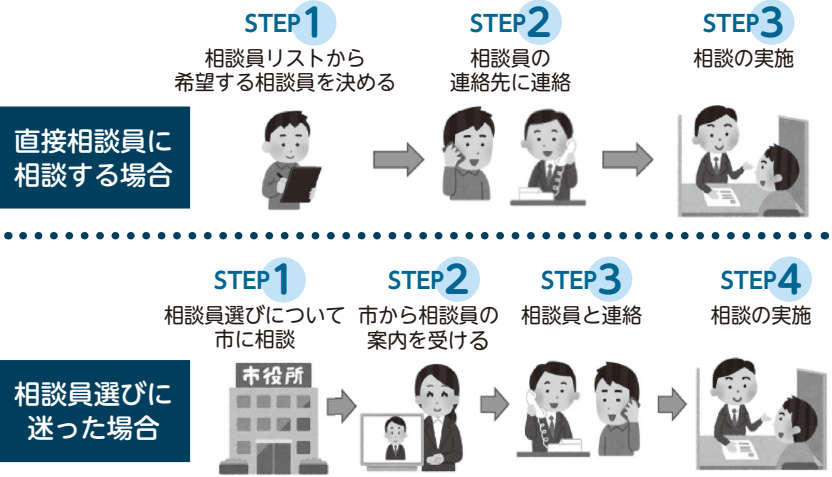 STEP1
相談員リストから
希望する相談員を決める
STEP2
相談員の
連絡先に連絡
STEP3
相談の実施
直接相談員に
相談する場合
STEP1
相談員選びについて
市に相談
STEP2
市から相談員の
案内を受ける
STEP3
相談員と連絡
STEP4
相談の実施
相談員選びに
迷った場合
市役所